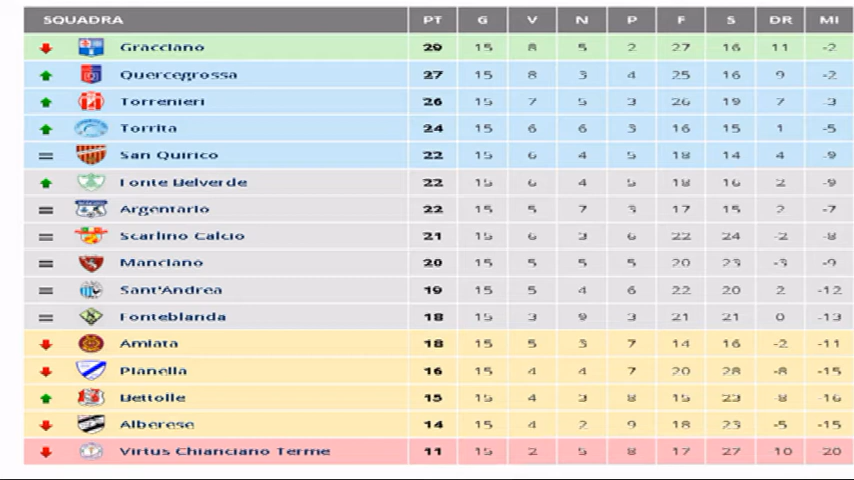 SQUADRA PT G V N P F S DR MI
Gracciano 29 15 8 5 2 27 16 11 -2
Quercegrossa 27 15 8 3 4 25 16 9 -2
Torrenieri 26 15 7 5 3 26 19 7 -3
Torrita 24 15 6 6 3 16 15 1 -5
San Quirico 22 15 6 4 5 18 14 4 -9
Fonte Belverde 22 15 6 4 5 18 16 2 -9
Argentario 22 15 5 7 3 17 15 2 -7
Scarlino Calcio 21 15 6 3 6 22 24 -2 -8
Manciano 20 15 5 5 5 20 23 -3 -9
Sant'Andrea 19 15 5 4 6 22 20 2 -12
Fonteblanda 18 15 3 9 3 21 21 0 -13
Amiata 18 15 5 3 7 14 16 -2 -11
Pianella 16 15 4 4 7 20 28 -8 -15
Bettolle 15 15 4 3 8 15 23 -8 -16
Alberese 14 15 4 2 9 18 23 -5 -15
Virtus Chianciano Terme 11 15 2 5 8 17 27 10 20